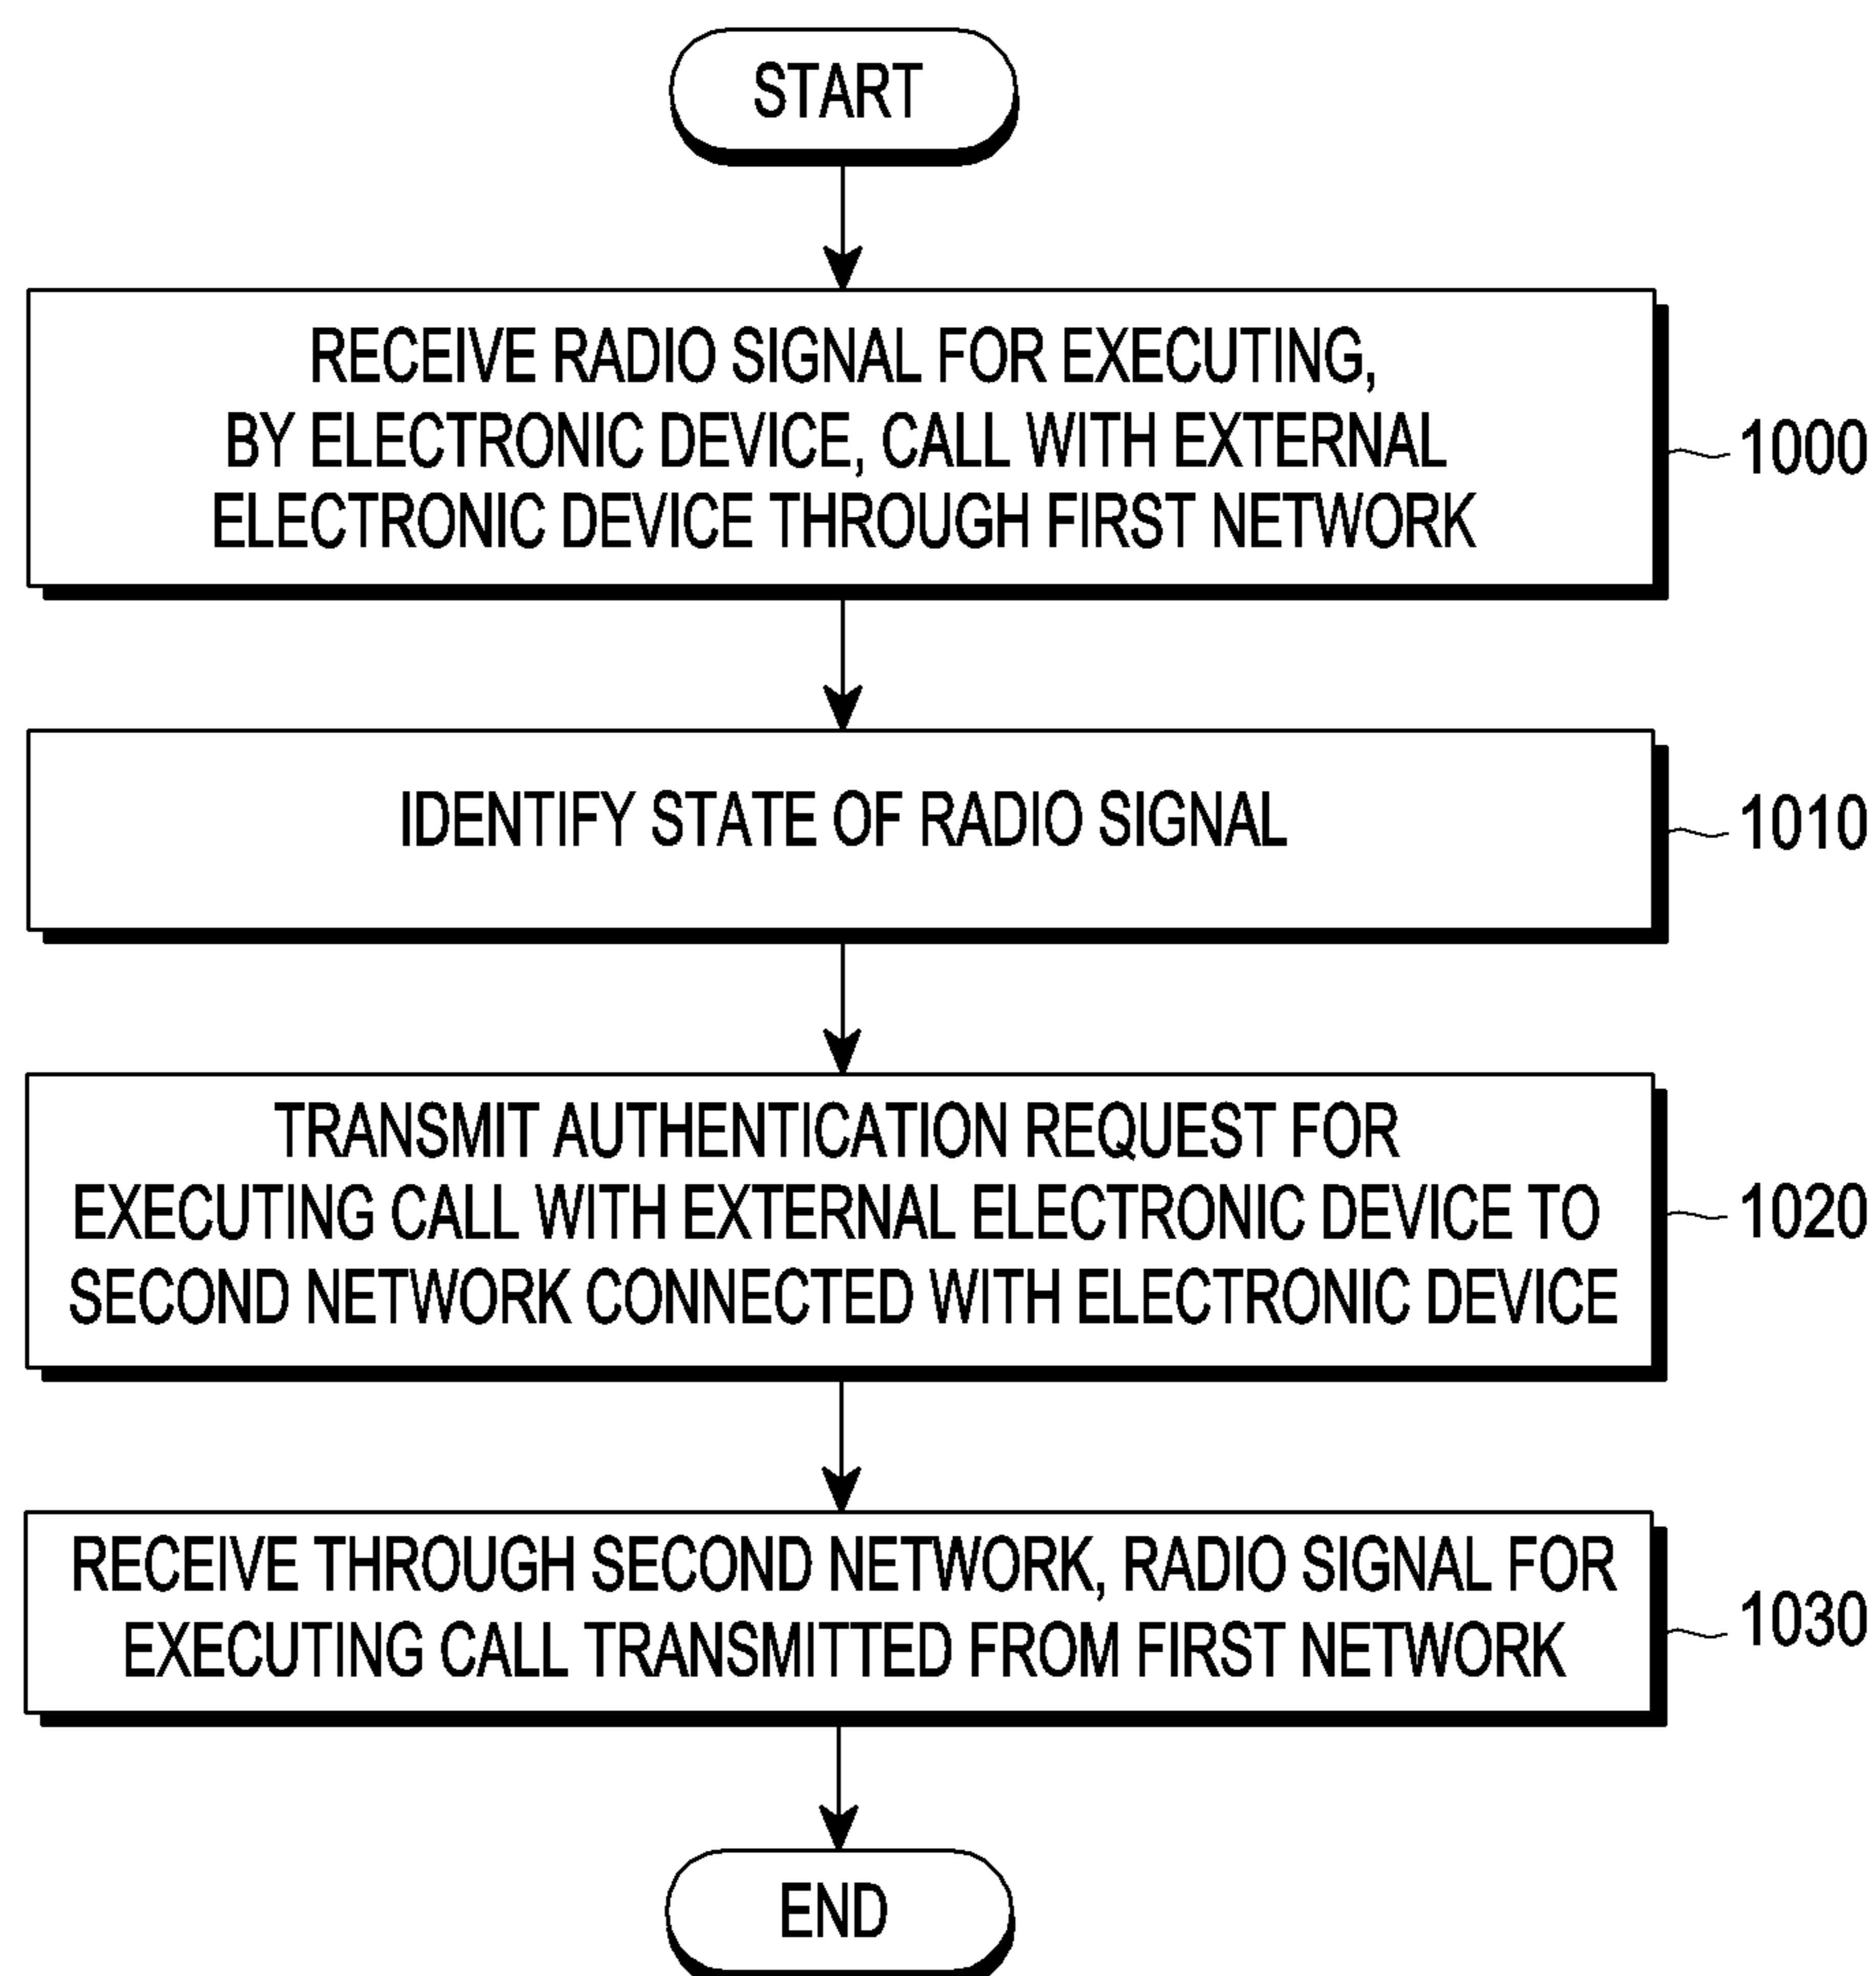 START
RECEIVE RADIO SIGNAL FOR EXECUTING,
BY ELECTRONIC DEVICE, CALL WITH EXTERNAL
ELECTRONIC DEVICE THROUGH FIRST NETWORK
1000
IDENTIFY STATE OF RADIO SIGNAL
1010
TRANSMIT AUTHENTICATION REQUEST FOR
EXECUTING CALL WITH EXTERNAL ELECTRONIC DEVICE TO
SECOND NETWORK CONNECTED WITH ELECTRONIC DEVICE
1020
RECEIVE THROUGH SECOND NETWORK, RADIO SIGNAL FOR
EXECUTING CALL TRANSMITTED FROM FIRST NETWORK
1030
END